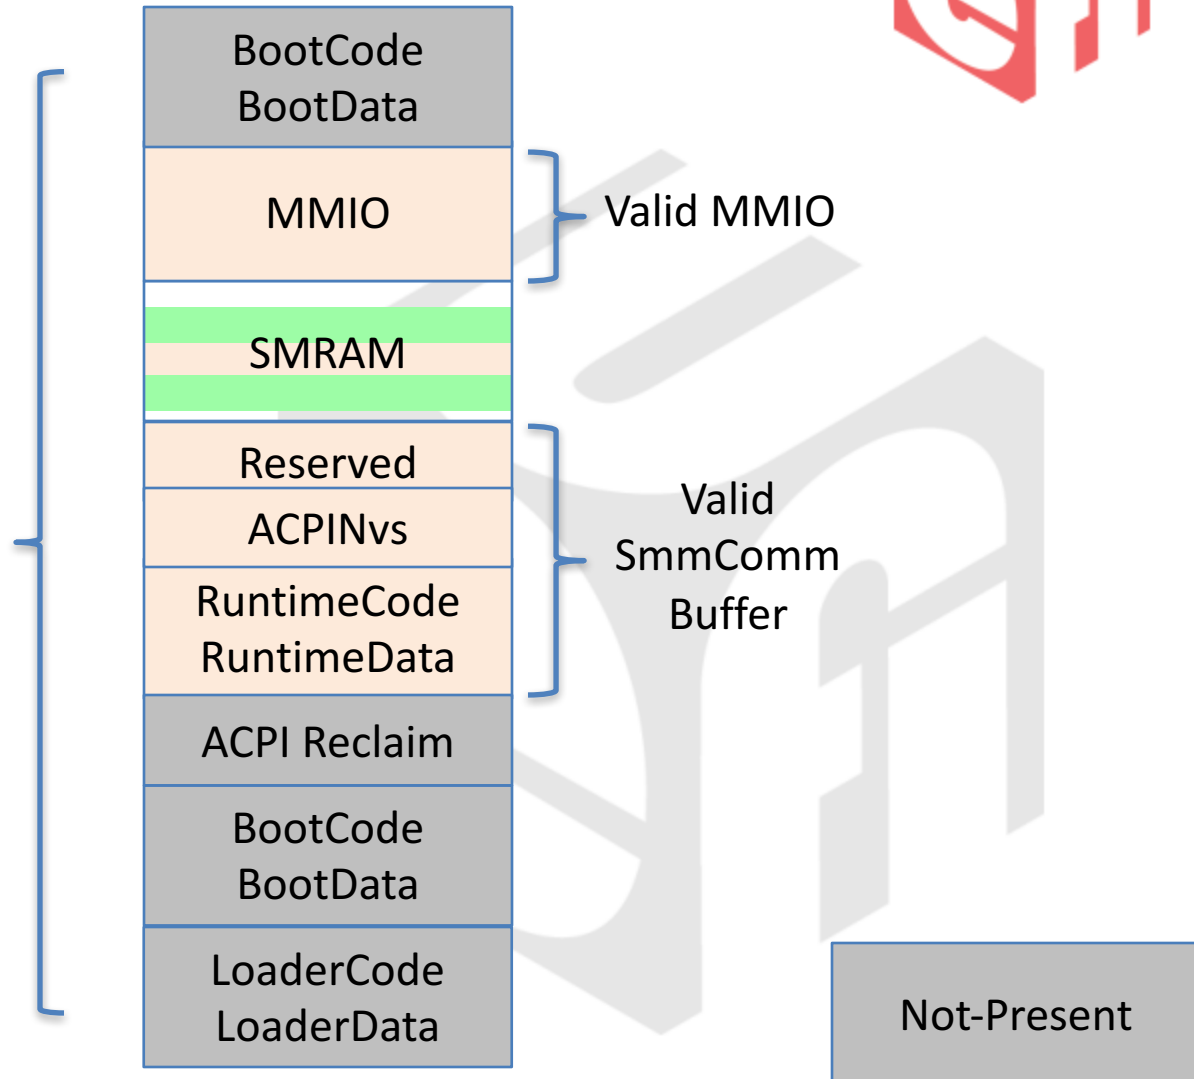 BootCode
BootData
MMIO
Valid MMIO
SMRAM
Reserved
ACPINvs
RuntimeCode
RuntimeData
Valid
SmmComm
Buffer
ACPI Reclaim
BootCode
BootData
LoaderCode
LoaderData
Not-Present